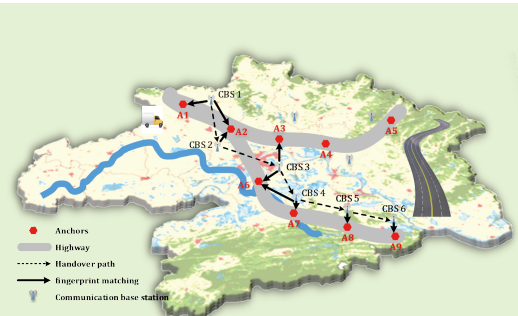 CBS 1
A1
A2
A3
A5
CBS 2
A4
CBS 3
A6
CBS 4
CBS 5
CBS 6
A7
A8
A9
Anchors
Highway
Handover path
fingerprint matching
Communication base station